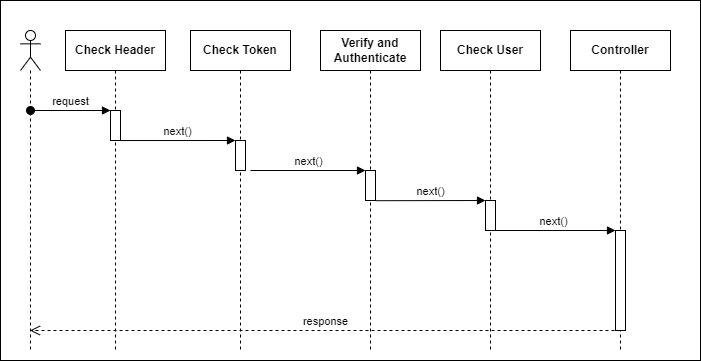 Check Header
Check Token
Verify and
Authenticate
Check User
Controller
request
next()
next()
next()
next()
response